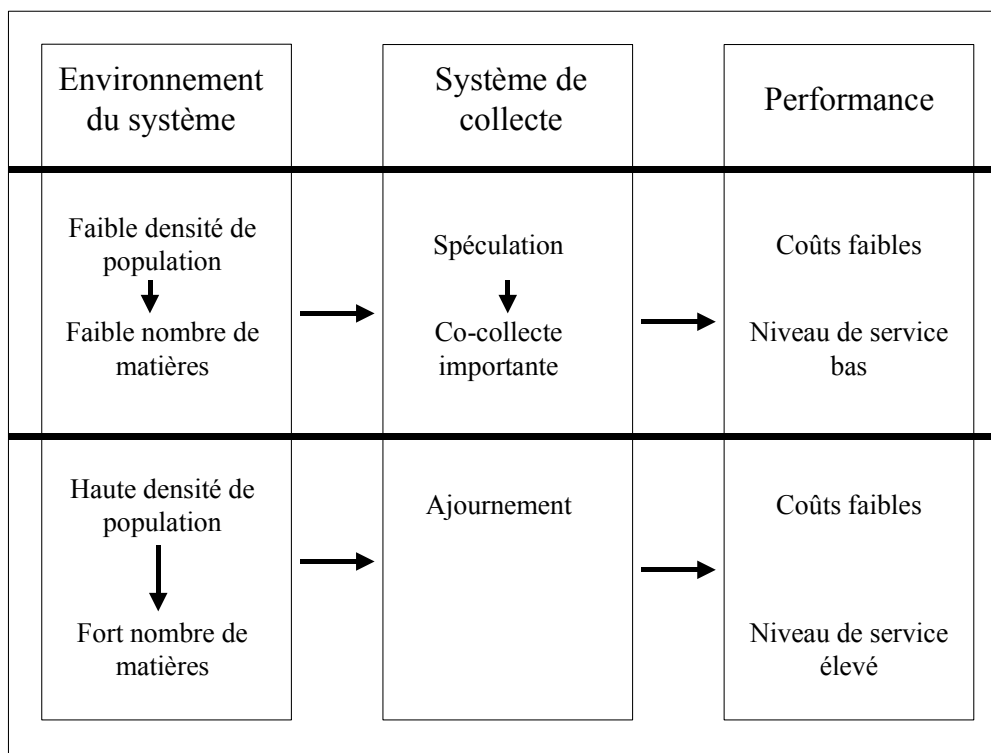 Environnement
du système
Système de
collecte
Performance
Faible densité de
population
Faible nombre de
matières
Spéculation
Co-collecte
importante
Coûts faibles
Niveau de service
bas
Haute densité de
population
Fort nombre de
matières
Ajournement
Coûts faibles
Niveau de service
élevé